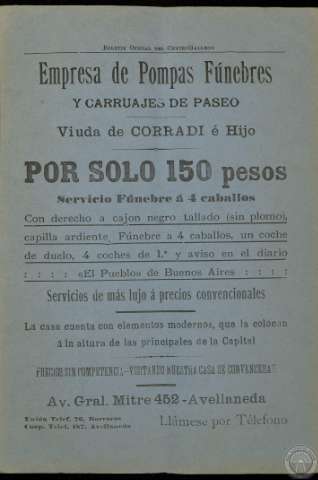 Boletin Oficial del Centro Gallego
Empresa de Pompas Fúnebres
Y CARRUAJES DE PASEO
Viuda de CORRADI é Hijo
POR SOLO 150 pesos
Servicio Fúnebre á 4 caballos
Con derecho a cajon negro tallado (sin plomo),
capilla ardiente, Fúnebre a 4 caballos, un coche
de duelo, 4 coches de 1.ª y aviso en el diario
: : : : «El Pueblo» de Buenos Aires : : : :
Servicios de más lujo á precios convencionales
La casa cuenta con elementos modernos, que la colocan
á la altura de las principales de la Capital
PRECIOS SIN COMPETENCIA—VISITANDO NUESTRA CASA SE CONVENCERA
Av. Gral. Mitre 452 - Avellaneda
Unión Telef. 76, Barracas
Coop. Telef. 187, Avellaneda
Llámese por Teléfono